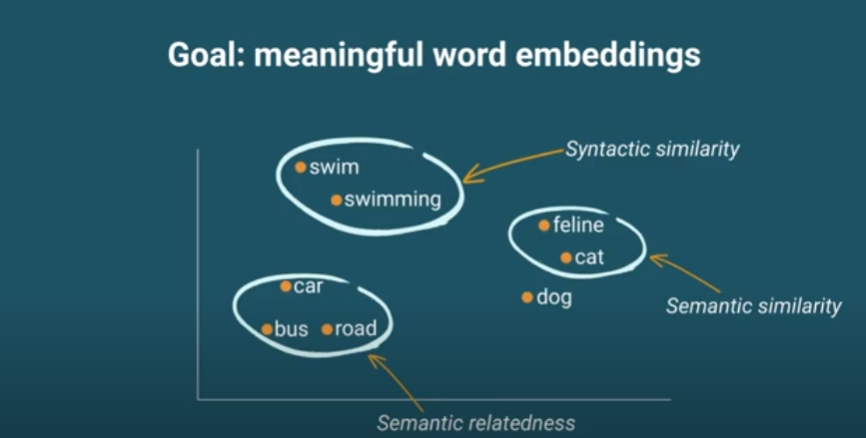 Goal: meaningful word embeddings
Syntactic similarity
swim
swimming
feline
cat
dog
Semantic similarity
car
bus road
Semantic relatedness